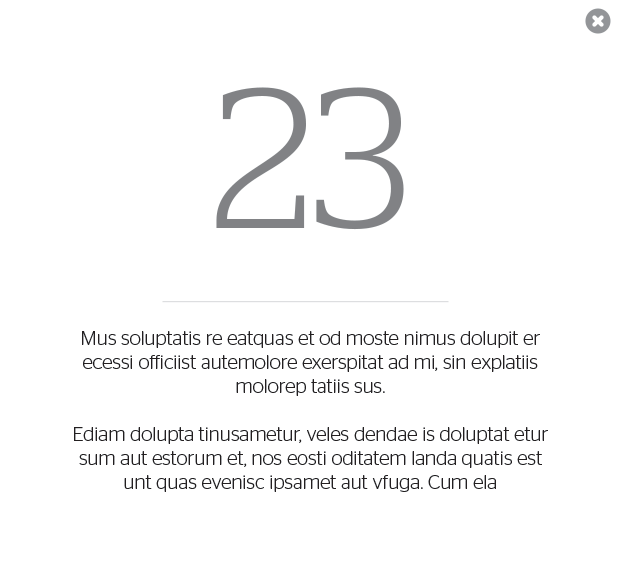 23
Mus soluptatis re eatquas et od moste nimus dolupit er
ecessi officiist autemolore exerspitat ad mi, sin explatiis
molorep tatiis sus.
Ediam dolupta tinusametur, veles dendae is doluptat etur
sum aut estorum et, nos eosti oditatem landa quatis est
unt quas evenisc ipsamet aut vfuga. Cum ela